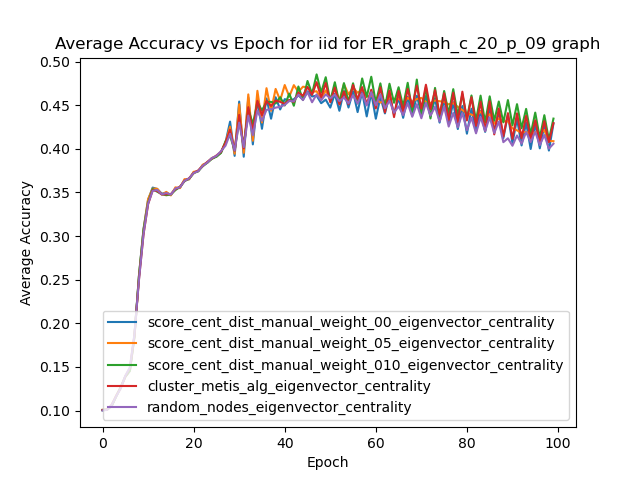 Average Accuracy vs Epoch for iid for ER_graph_c_20_p_09 graph
0.50
0.45
0.40
0.35
0.30
0.25
0.20
0.15
0.10
Average Accuracy
score_cent_dist_manual_weight_00_eigenvector_centrality
score_cent_dist_manual_weight_05_eigenvector_centrality
score_cent_dist_manual_weight_010_eigenvector_centrality
cluster_metis_alg_eigenvector_centrality
random_nodes_eigenvector_centrality
0 20 40 60 80 100
Epoch